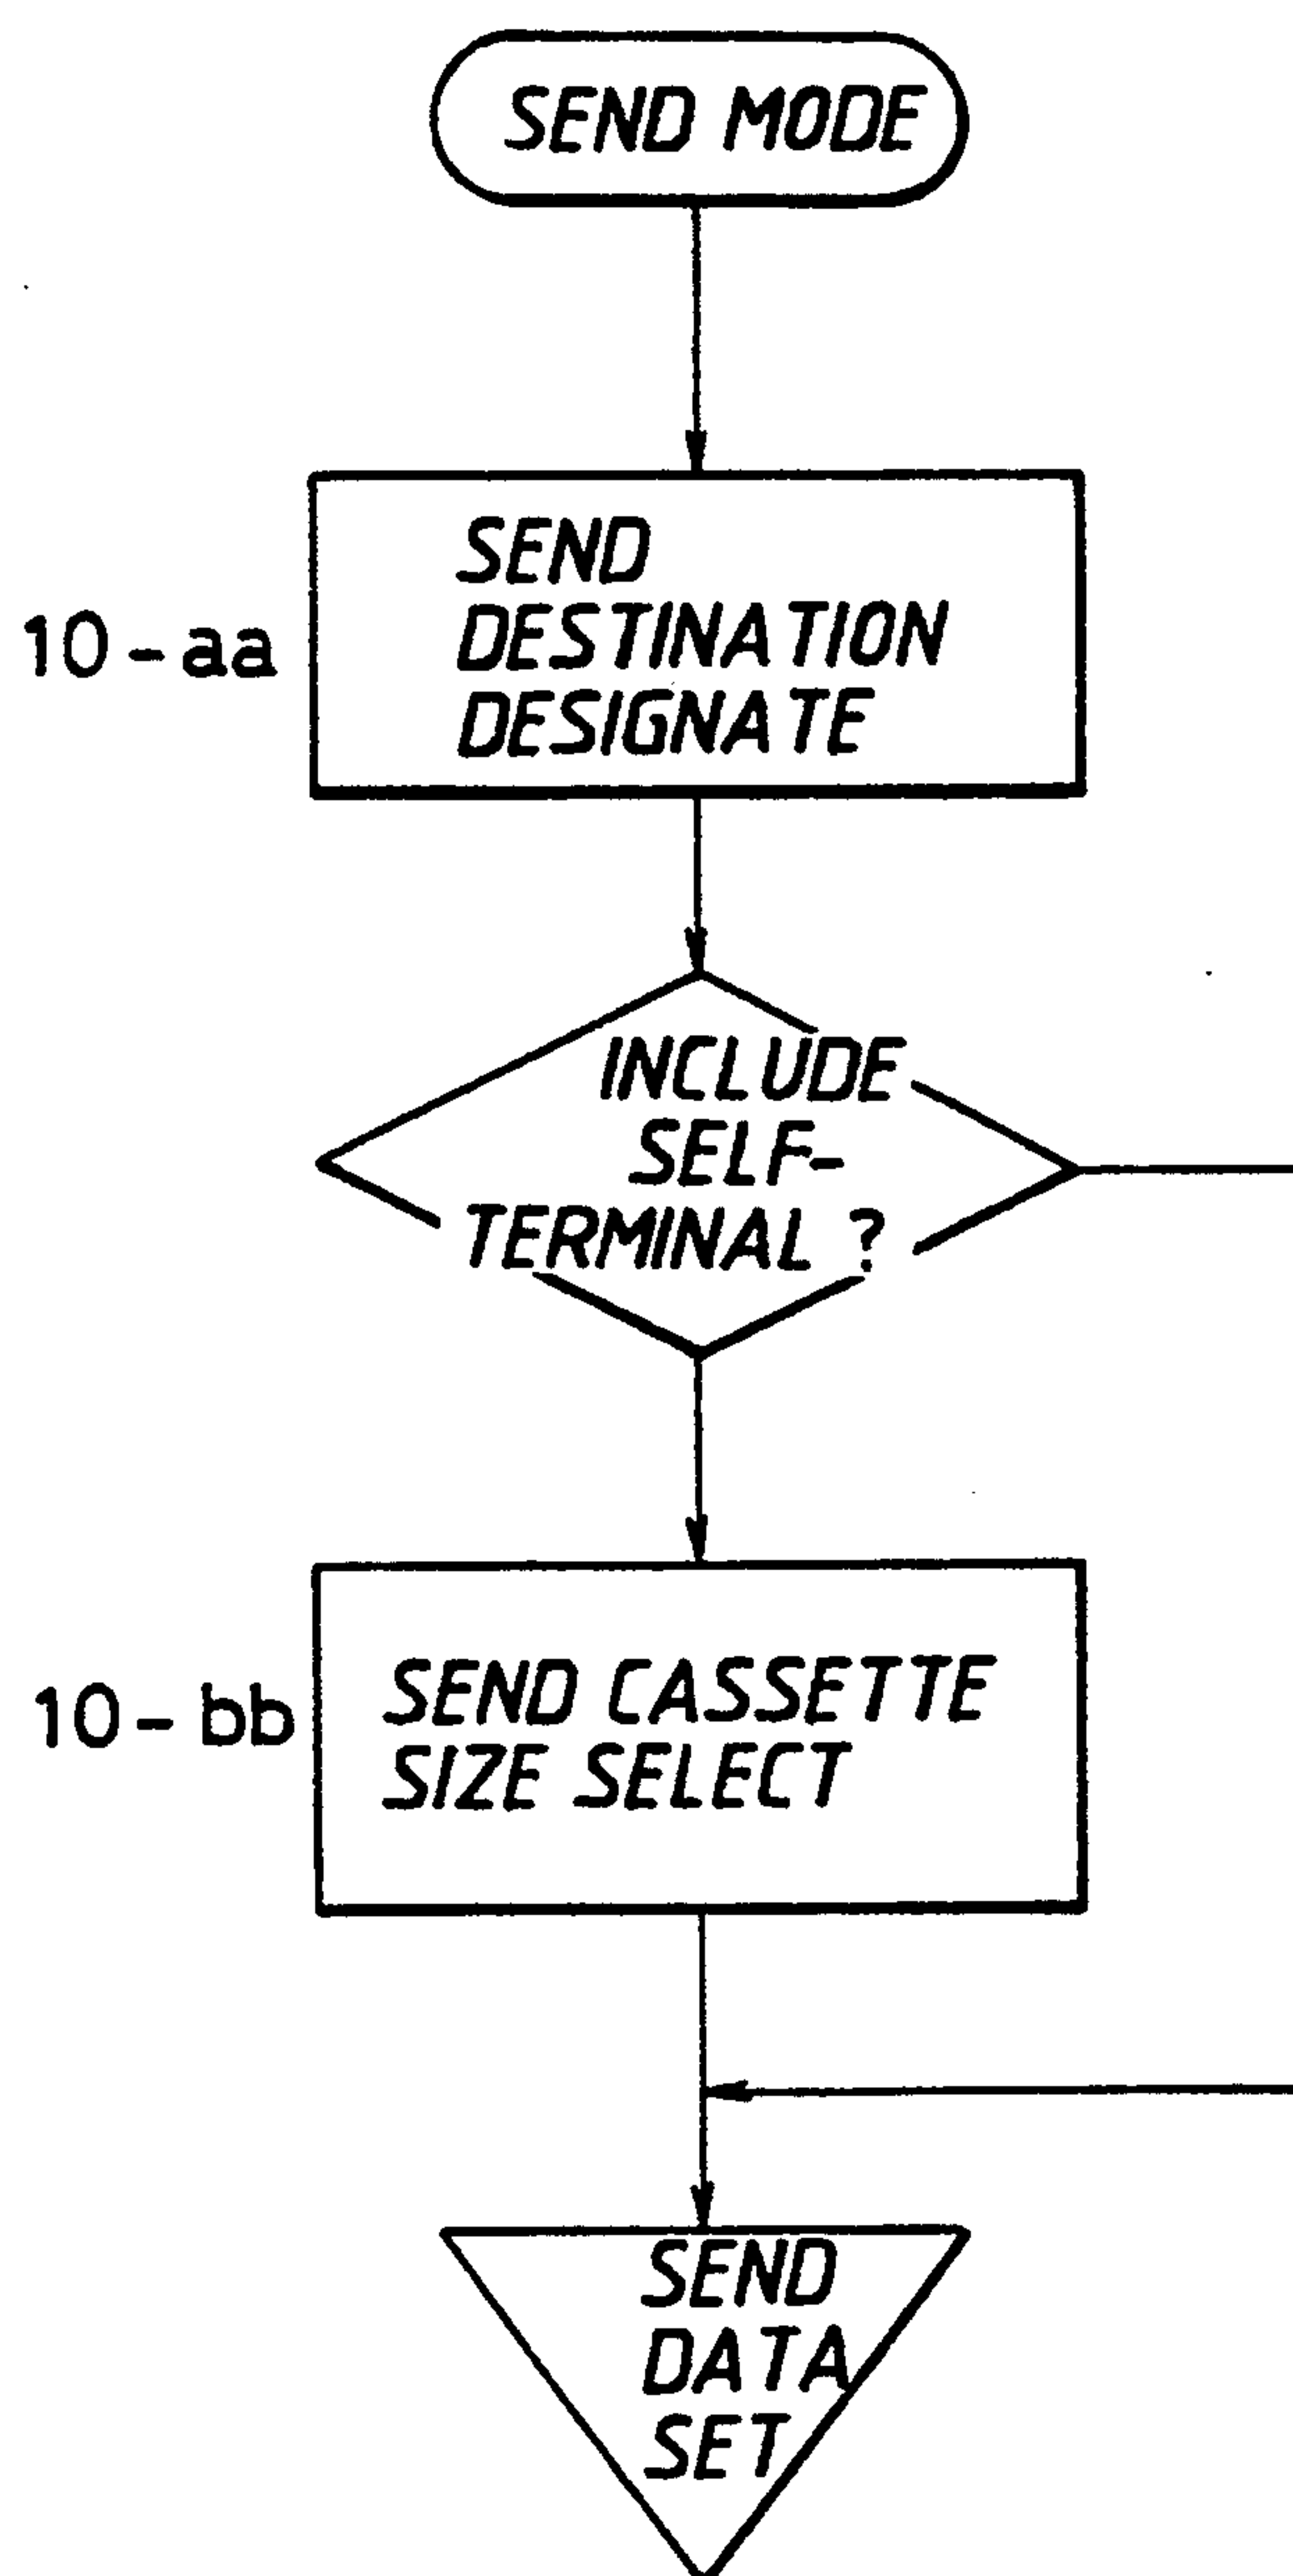 SEND MODE
SEND
DESTINATION
DESIGNATE
10-aa
INCLUDE
SELF-
TERMINAL ?
SEND CASSETTE
SIZE SELECT
10-bb
SEND
DATA
SET